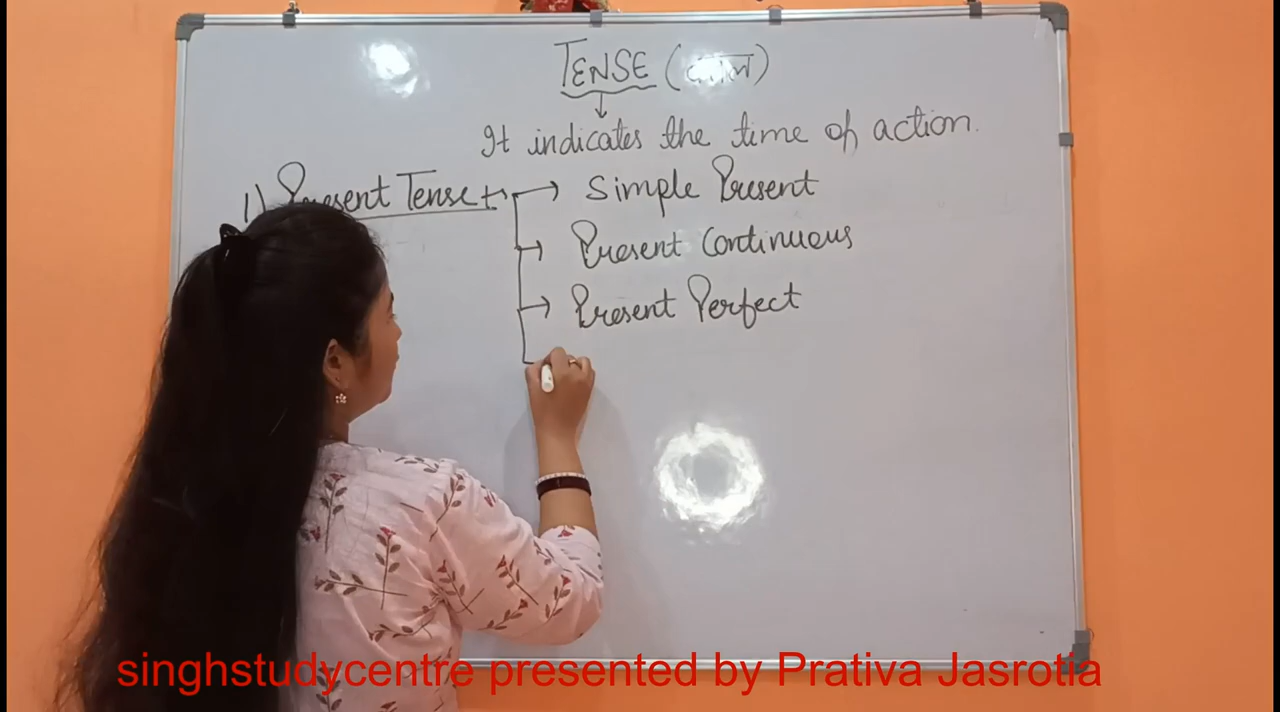 TENSE (काल)
It indicates the time of action.
1) Present Tense → Simple Present
→ Present Continuous
→ Present Perfect
singhstudycentre presented by Prativa Jasrotia